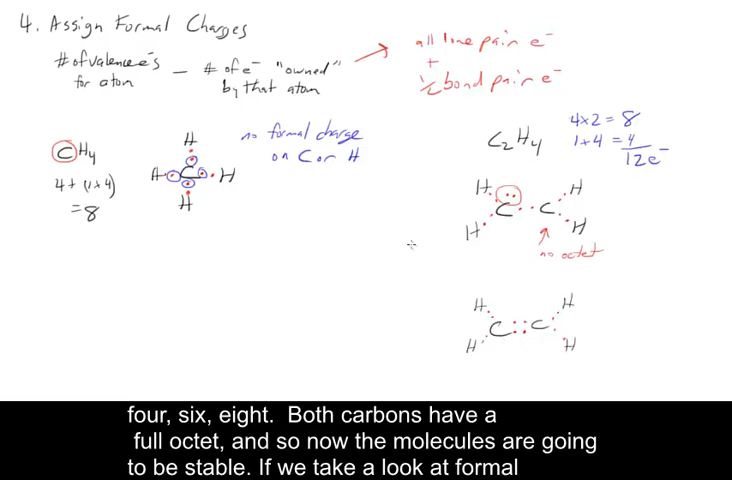 4. Assign Formal Charges
# of valence e⁻s for atom − # of e⁻ "owned" by that atom
all lone pair e⁻
+
½ bond pair e⁻
CH₄
4 + (1×4)
= 8
H
H C H
H
no formal charge
on C or H
C₂H₄
4×2 = 8
1×4 = 4
12e⁻
H H
C C
H H
no octet
H H
C C
H H
four, six, eight. Both carbons have a
full octet, and so now the molecules are going
to be stable. If we take a look at formal